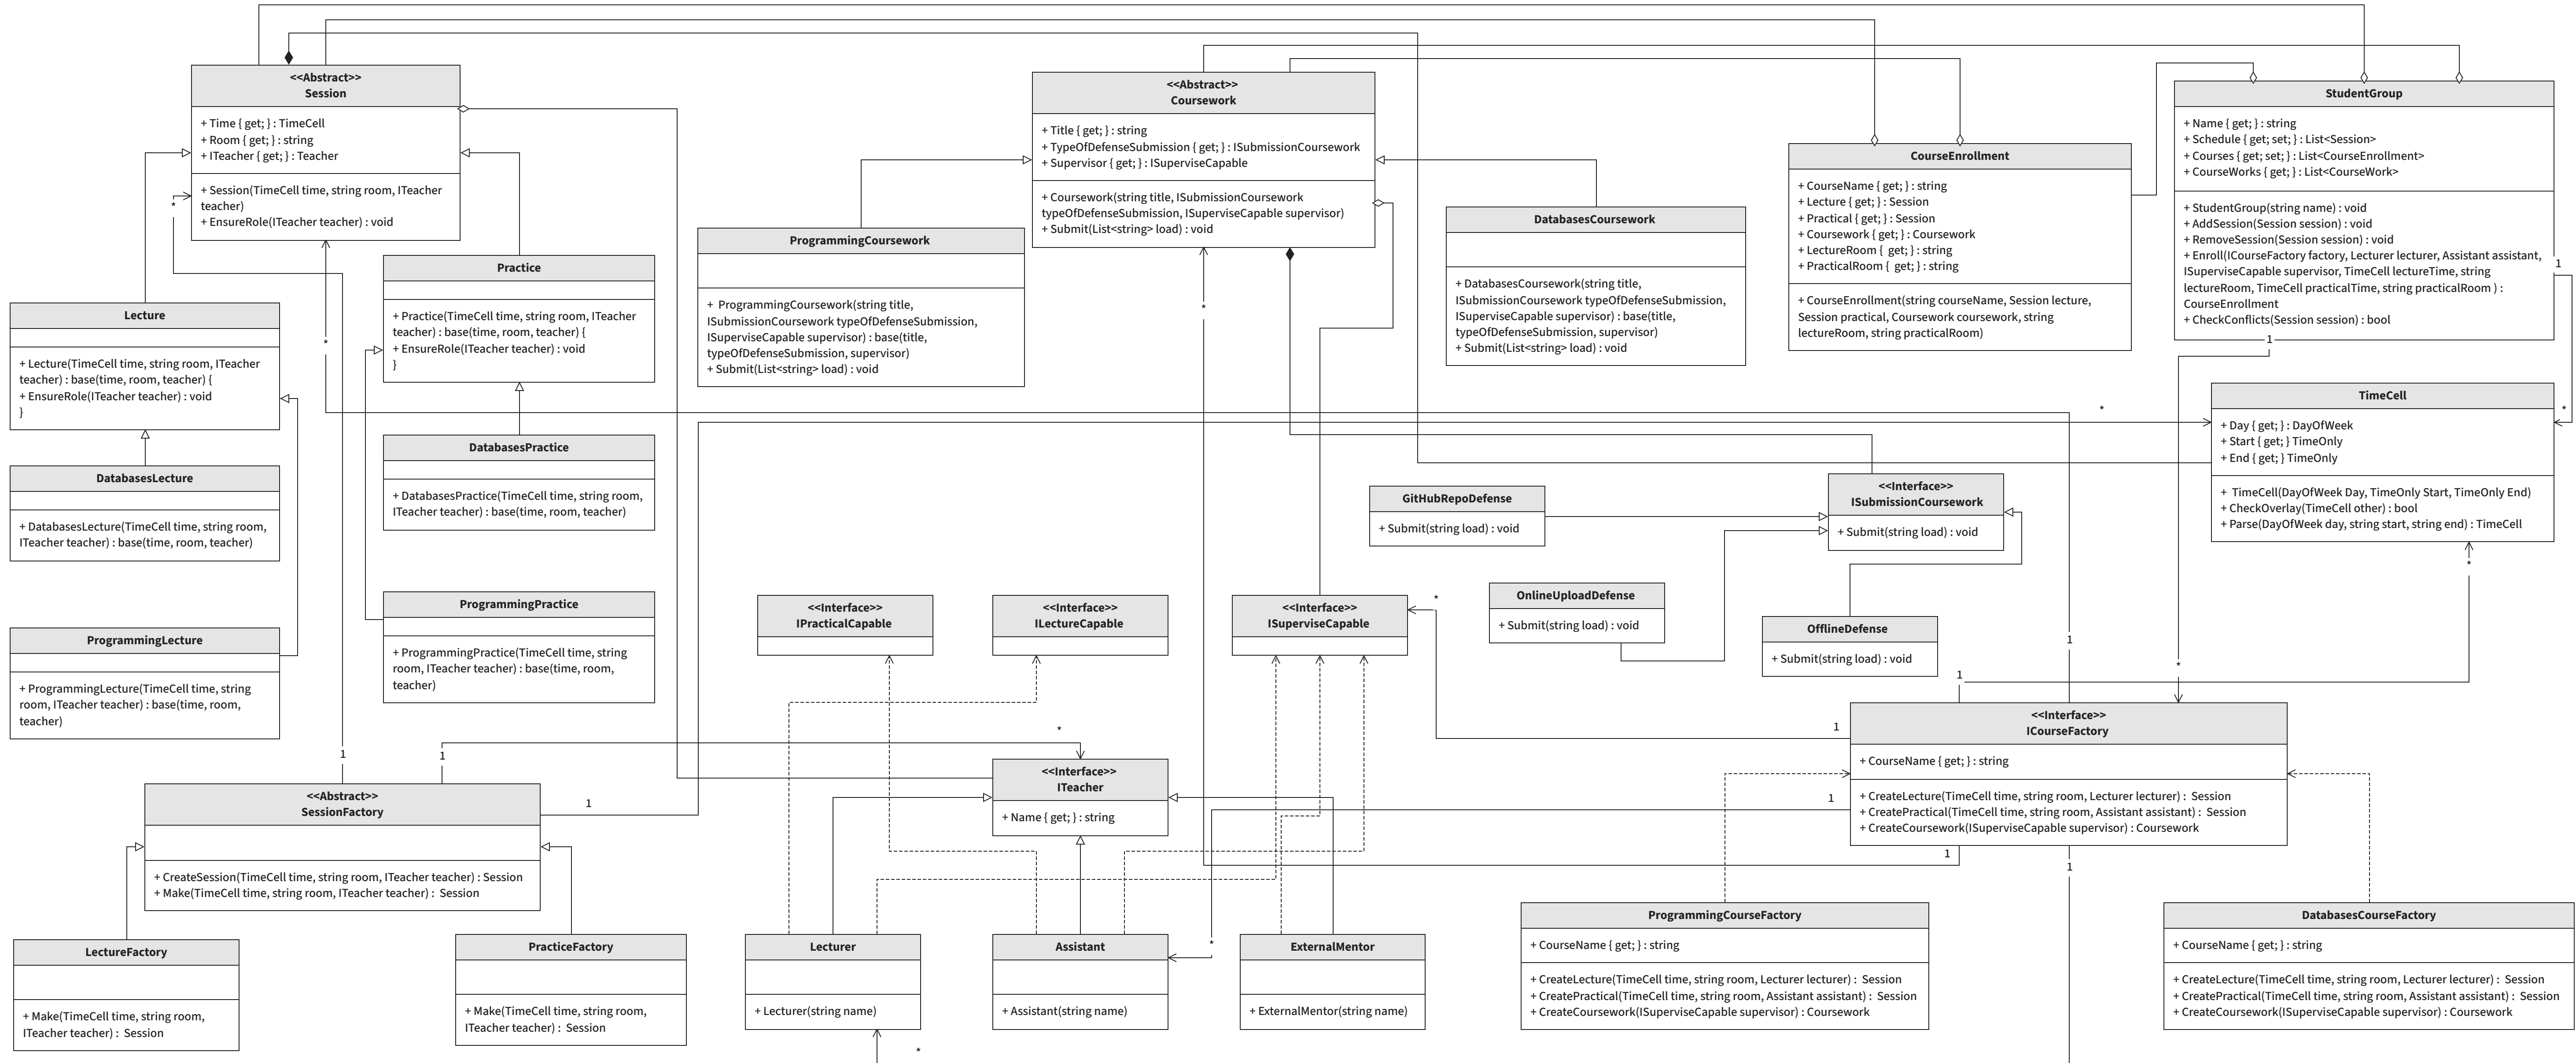 <<Abstract>>
Session
+ Time { get; } : TimeCell
+ Room { get; } : string
+ ITeacher { get; } : Teacher
+ Session(TimeCell time, string room, ITeacher
teacher)
+ EnsureRole(ITeacher teacher) : void
<<Abstract>>
Coursework
+ Title { get; } : string
+ TypeOfDefenseSubmission { get; } : ISubmissionCoursework
+ Supervisor { get; } : ISuperviseCapable
+ Coursework(string title, ISubmissionCoursework
typeOfDefenseSubmission, ISuperviseCapable supervisor)
+ Submit(List<string> load) : void
CourseEnrollment
+ CourseName { get; } : string
+ Lecture { get; } : Session
+ Practical { get; } : Session
+ Coursework { get; } : Coursework
+ LectureRoom { get; } : string
+ PracticalRoom { get; } : string
+ CourseEnrollment(string courseName, Session lecture,
Session practical, Coursework coursework, string
lectureRoom, string practicalRoom)
StudentGroup
+ Name { get; } : string
+ Schedule { get; set; } : List<Session>
+ Courses { get; set; } : List<CourseEnrollment>
+ CourseWorks { get; } : List<CourseWork>
+ StudentGroup(string name) : void
+ AddSession(Session session) : void
+ RemoveSession(Session session) : void
+ Enroll(ICourseFactory factory, Lecturer lecturer, Assistant assistant,
ISuperviseCapable supervisor, TimeCell lectureTime, string
lectureRoom, TimeCell practicalTime, string practicalRoom ) :
CourseEnrollment
+ CheckConflicts(Session session) : bool
1
*
1
*
ProgrammingCoursework
+ ProgrammingCoursework(string title,
ISubmissionCoursework typeOfDefenseSubmission,
ISuperviseCapable supervisor) : base(title,
typeOfDefenseSubmission, supervisor)
+ Submit(List<string> load) : void
DatabasesCoursework
+ DatabasesCoursework(string title,
ISubmissionCoursework typeOfDefenseSubmission,
ISuperviseCapable supervisor) : base(title,
typeOfDefenseSubmission, supervisor)
+ Submit(List<string> load) : void
Practice
+ Practice(TimeCell time, string room, ITeacher
teacher) : base(time, room, teacher) {
+ EnsureRole(ITeacher teacher) : void
}
Lecture
+ Lecture(TimeCell time, string room, ITeacher
teacher) : base(time, room, teacher) {
+ EnsureRole(ITeacher teacher) : void
}
*
*
*
*
TimeCell
+ Day { get; } : DayOfWeek
+ Start { get; } TimeOnly
+ End { get; } TimeOnly
+ TimeCell(DayOfWeek Day, TimeOnly Start, TimeOnly End)
+ CheckOverlay(TimeCell other) : bool
+ Parse(DayOfWeek day, string start, string end) : TimeCell
*
DatabasesPractice
+ DatabasesPractice(TimeCell time, string room,
ITeacher teacher) : base(time, room, teacher)
DatabasesLecture
+ DatabasesLecture(TimeCell time, string room,
ITeacher teacher) : base(time, room, teacher)
GitHubRepoDefense
+ Submit(string load) : void
<<Interface>>
ISubmissionCoursework
+ Submit(string load) : void
OnlineUploadDefense
+ Submit(string load) : void
OfflineDefense
+ Submit(string load) : void
ProgrammingPractice
+ ProgrammingPractice(TimeCell time, string
room, ITeacher teacher) : base(time, room,
teacher)
ProgrammingLecture
+ ProgrammingLecture(TimeCell time, string
room, ITeacher teacher) : base(time, room,
teacher)
<<Interface>>
IPracticalCapable
<<Interface>>
ILectureCapable
<<Interface>>
ISuperviseCapable
*
1
*
1
1
1
*
1
1
<<Interface>>
ICourseFactory
+ CourseName { get; } : string
+ CreateLecture(TimeCell time, string room, Lecturer lecturer) : Session
+ CreatePractical(TimeCell time, string room, Assistant assistant) : Session
+ CreateCoursework(ISuperviseCapable supervisor) : Coursework
<<Interface>>
ITeacher
+ Name { get; } : string
<<Abstract>>
SessionFactory
+ CreateSession(TimeCell time, string room, ITeacher teacher) : Session
+ Make(TimeCell time, string room, ITeacher teacher) : Session
1
1
1
1
LectureFactory
+ Make(TimeCell time, string room,
ITeacher teacher) : Session
PracticeFactory
+ Make(TimeCell time, string room,
ITeacher teacher) : Session
Lecturer
+ Lecturer(string name)
Assistant
+ Assistant(string name)
*
ExternalMentor
+ ExternalMentor(string name)
ProgrammingCourseFactory
+ CourseName { get; } : string
+ CreateLecture(TimeCell time, string room, Lecturer lecturer) : Session
+ CreatePractical(TimeCell time, string room, Assistant assistant) : Session
+ CreateCoursework(ISuperviseCapable supervisor) : Coursework
DatabasesCourseFactory
+ CourseName { get; } : string
+ CreateLecture(TimeCell time, string room, Lecturer lecturer) : Session
+ CreatePractical(TimeCell time, string room, Assistant assistant) : Session
+ CreateCoursework(ISuperviseCapable supervisor) : Coursework
*